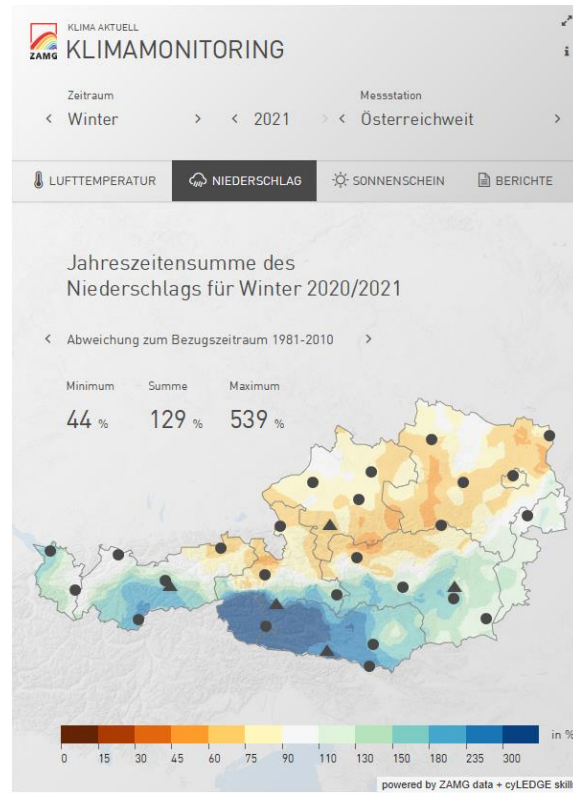 KLIMA AKTUELL
ZAMG
KLIMAMONITORING
Zeitraum
Messstation
Winter
2021
Österreichweit
LUFTTEMPERATUR
NIEDERSCHLAG
SONNENSCHEIN
BERICHTE
Jahreszeitensumme des
Niederschlags für Winter 2020/2021
Abweichung zum Bezugszeitraum 1981-2010
Minimum Summe Maximum
44 % 129 % 539 %
in %
0 15 30 45 60 75 90 110 130 150 180 235 300
powered by ZAMG data + cyLEDGE skills